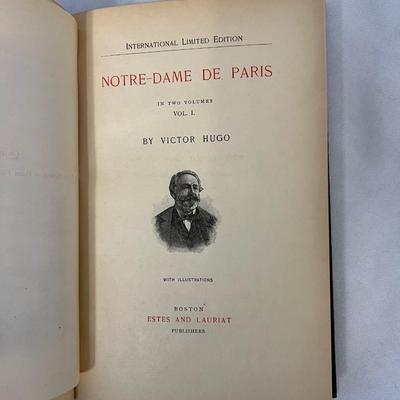 INTERNATIONAL LIMITED EDITION
NOTRE-DAME DE PARIS
IN TWO VOLUMES
VOL. I.
BY VICTOR HUGO
WITH ILLUSTRATIONS
BOSTON
ESTES AND LAURIAT
PUBLISHERS